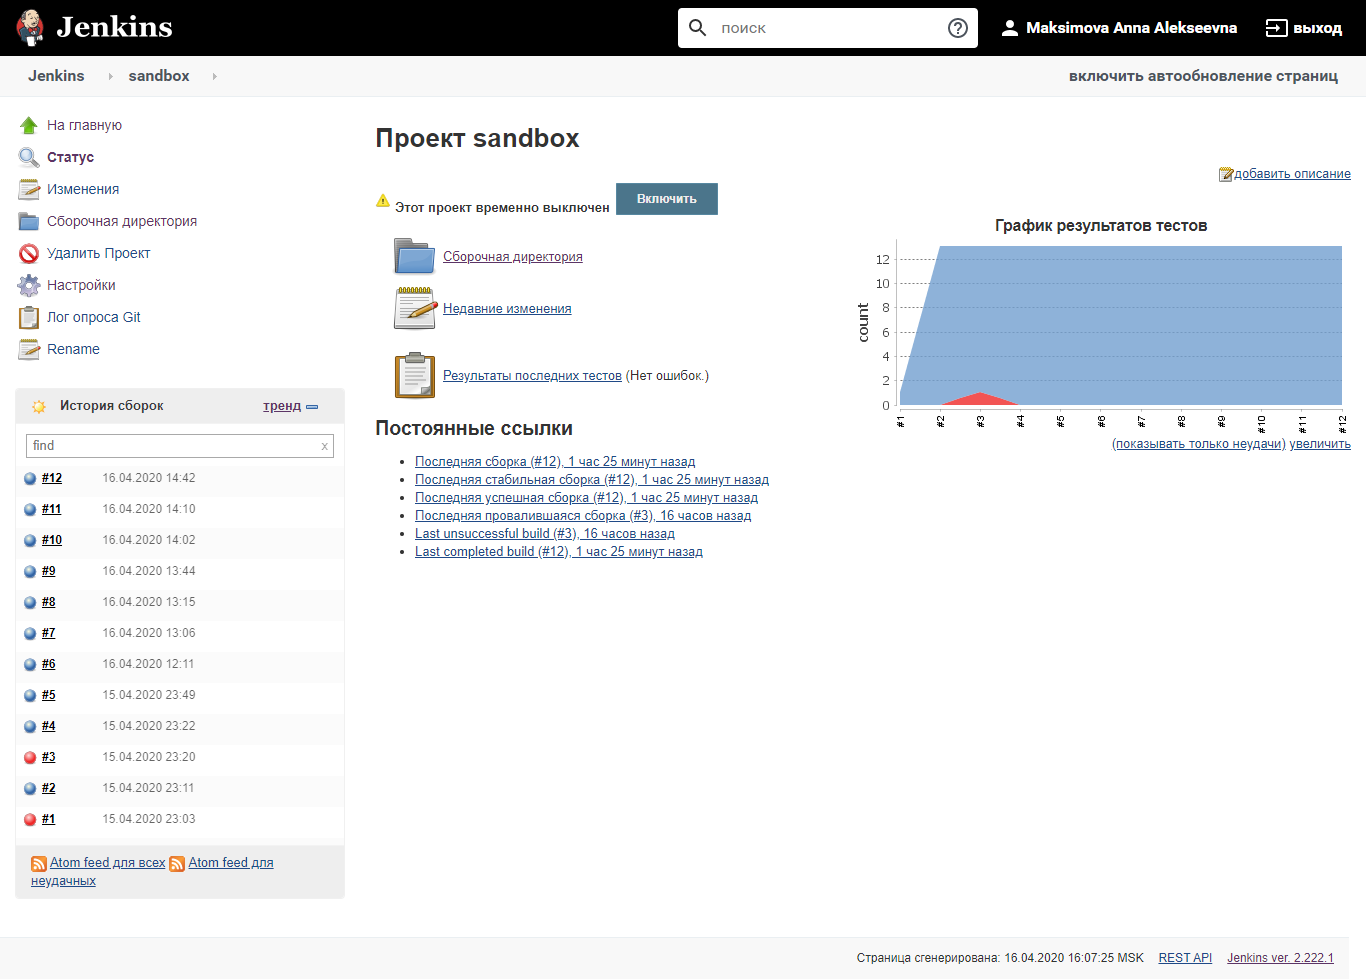 Jenkins
поиск
Maksimova Anna Alekseevna
выход
Jenkins
sandbox
включить автообновление страниц
На главную
Статус
Изменения
Сборочная директория
Удалить Проект
Настройки
Лог опроса Git
Rename
История сборок
тренд
find
x
#12 16.04.2020 14:42
#11 16.04.2020 14:10
#10 16.04.2020 14:02
#9 16.04.2020 13:44
#8 16.04.2020 13:15
#7 16.04.2020 13:06
#6 16.04.2020 12:11
#5 15.04.2020 23:49
#4 15.04.2020 23:22
#3 15.04.2020 23:20
#2 15.04.2020 23:11
#1 15.04.2020 23:03
Atom feed для всех Atom feed для
неудачных
Проект sandbox
добавить описание
Этот проект временно выключен
Включить
Сборочная директория
Недавние изменения
Результаты последних тестов (Нет ошибок.)
График результатов тестов
count
12
10
8
6
4
2
0
#1 #2 #3 #4 #5 #6 #7 #8 #9 #10 #11 #12
(показывать только неудачи) увеличить
Постоянные ссылки
Последняя сборка (#12), 1 час 25 минут назад
Последняя стабильная сборка (#12), 1 час 25 минут назад
Последняя успешная сборка (#12), 1 час 25 минут назад
Последняя провалившаяся сборка (#3), 16 часов назад
Last unsuccessful build (#3), 16 часов назад
Last completed build (#12), 1 час 25 минут назад
Страница сгенерирована: 16.04.2020 16:07:25 MSK
REST API
Jenkins ver. 2.222.1